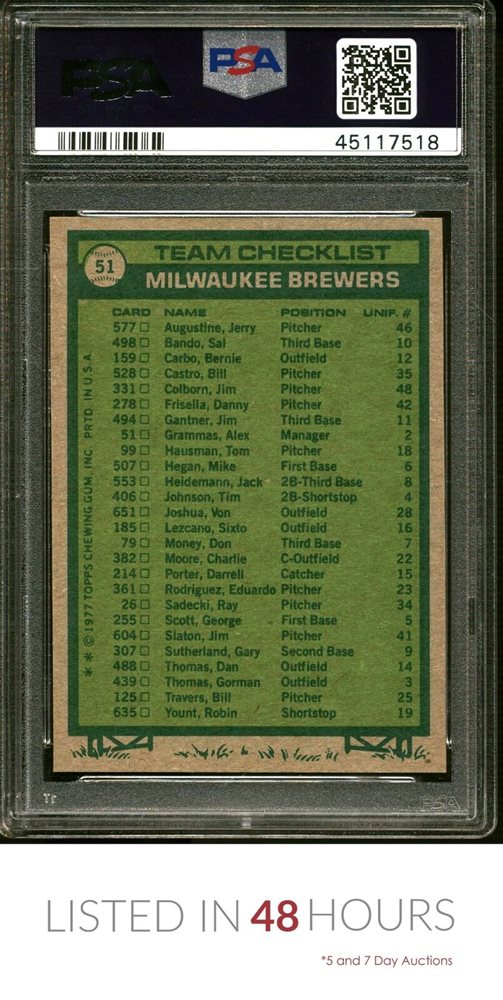 PSA
PSA
45117518
51
TEAM CHECKLIST
MILWAUKEE BREWERS
CARD NAME POSITION UNIF. #
577 Augustine, Jerry Pitcher 46
498 Bando, Sal Third Base 10
159 Carbo, Bernie Outfield 12
528 Castro, Bill Pitcher 35
331 Colborn, Jim Pitcher 48
278 Frisella, Danny Pitcher 42
494 Gantner, Jim Third Base 11
51 Grammas, Alex Manager 2
99 Hausman, Tom Pitcher 18
507 Hegan, Mike First Base 6
553 Heidemann, Jack 2B-Third Base 8
406 Johnson, Tim 2B-Shortstop 4
651 Joshua, Von Outfield 28
185 Lezcano, Sixto Outfield 16
79 Money, Don Third Base 7
382 Moore, Charlie C-Outfield 22
214 Porter, Darrell Catcher 15
361 Rodriguez, Eduardo Pitcher 23
26 Sadecki, Ray Pitcher 34
255 Scott, George First Base 5
604 Slaton, Jim Pitcher 41
307 Sutherland, Gary Second Base 9
488 Thomas, Dan Outfield 14
439 Thomas, Gorman Outfield 3
125 Travers, Bill Pitcher 25
635 Yount, Robin Shortstop 19
* * © 1977 TOPPS CHEWING GUM, INC. PRTD. IN U.S.A.
PSA
LISTED IN 48 HOURS
*5 and 7 Day Auctions